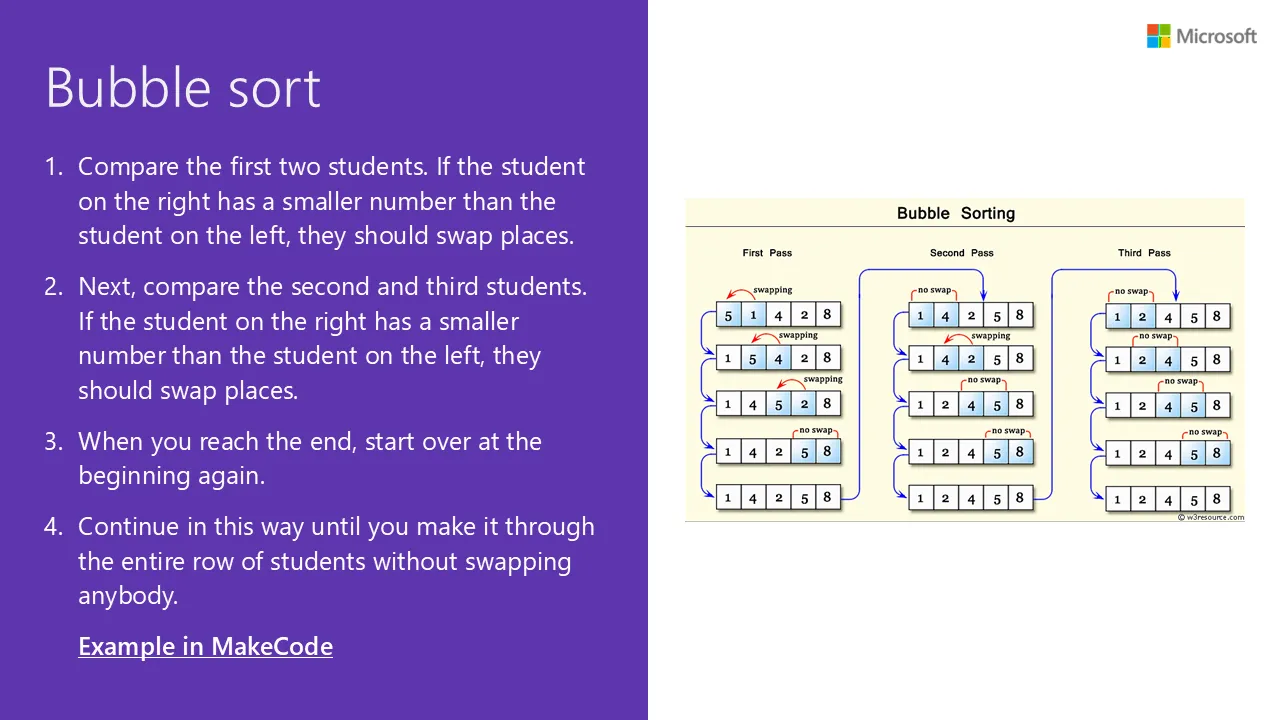 Microsoft
Bubble sort
1. Compare the first two students. If the student
on the right has a smaller number than the
student on the left, they should swap places.
2. Next, compare the second and third students.
If the student on the right has a smaller
number than the student on the left, they
should swap places.
3. When you reach the end, start over at the
beginning again.
4. Continue in this way until you make it through
the entire row of students without swapping
anybody.
Example in MakeCode
Bubble Sorting
First Pass
swapping
5 1 4 2 8
swapping
1 5 4 2 8
swapping
1 4 5 2 8
no swap
1 4 2 5 8
1 4 2 5 8
Second Pass
no swap
1 4 2 5 8
swapping
1 4 2 5 8
no swap
1 2 4 5 8
no swap
1 2 4 5 8
1 2 4 5 8
Third Pass
no swap
1 2 4 5 8
no swap
1 2 4 5 8
no swap
1 2 4 5 8
no swap
1 2 4 5 8
1 2 4 5 8
© w3resource.com